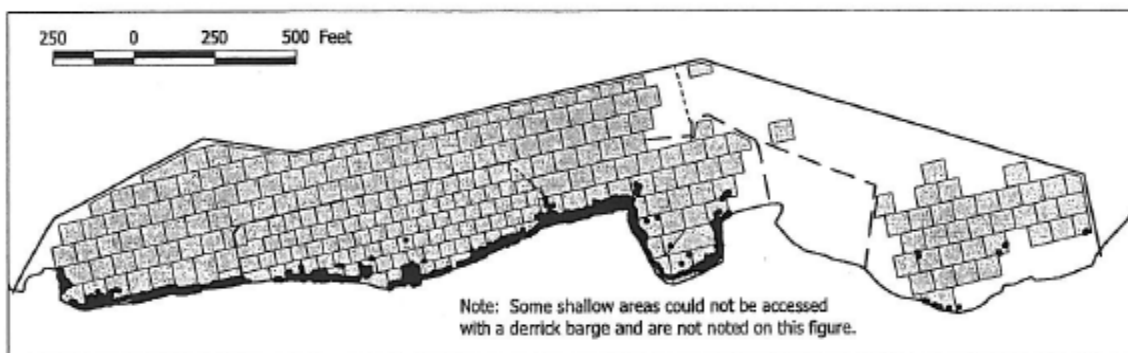 250 0 250 500 Feet
Note: Some shallow areas could not be accessed
with a derrick barge and are not noted on this figure.